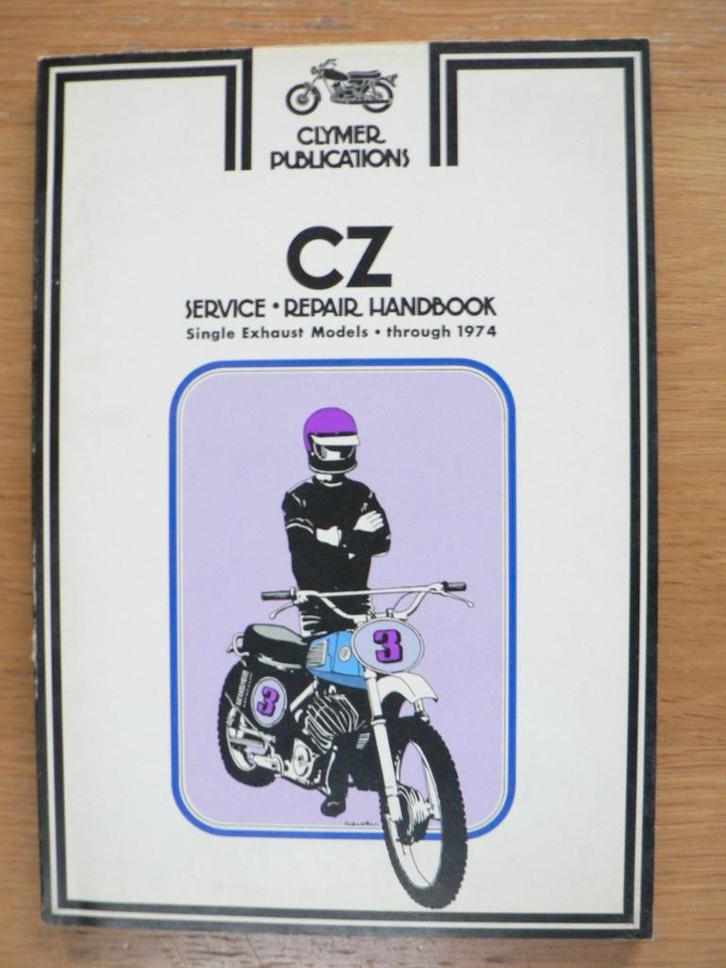 CLYMER
PUBLICATIONS
CZ
SERVICE • REPAIR HANDBOOK
Single Exhaust Models • through 1974
3
3